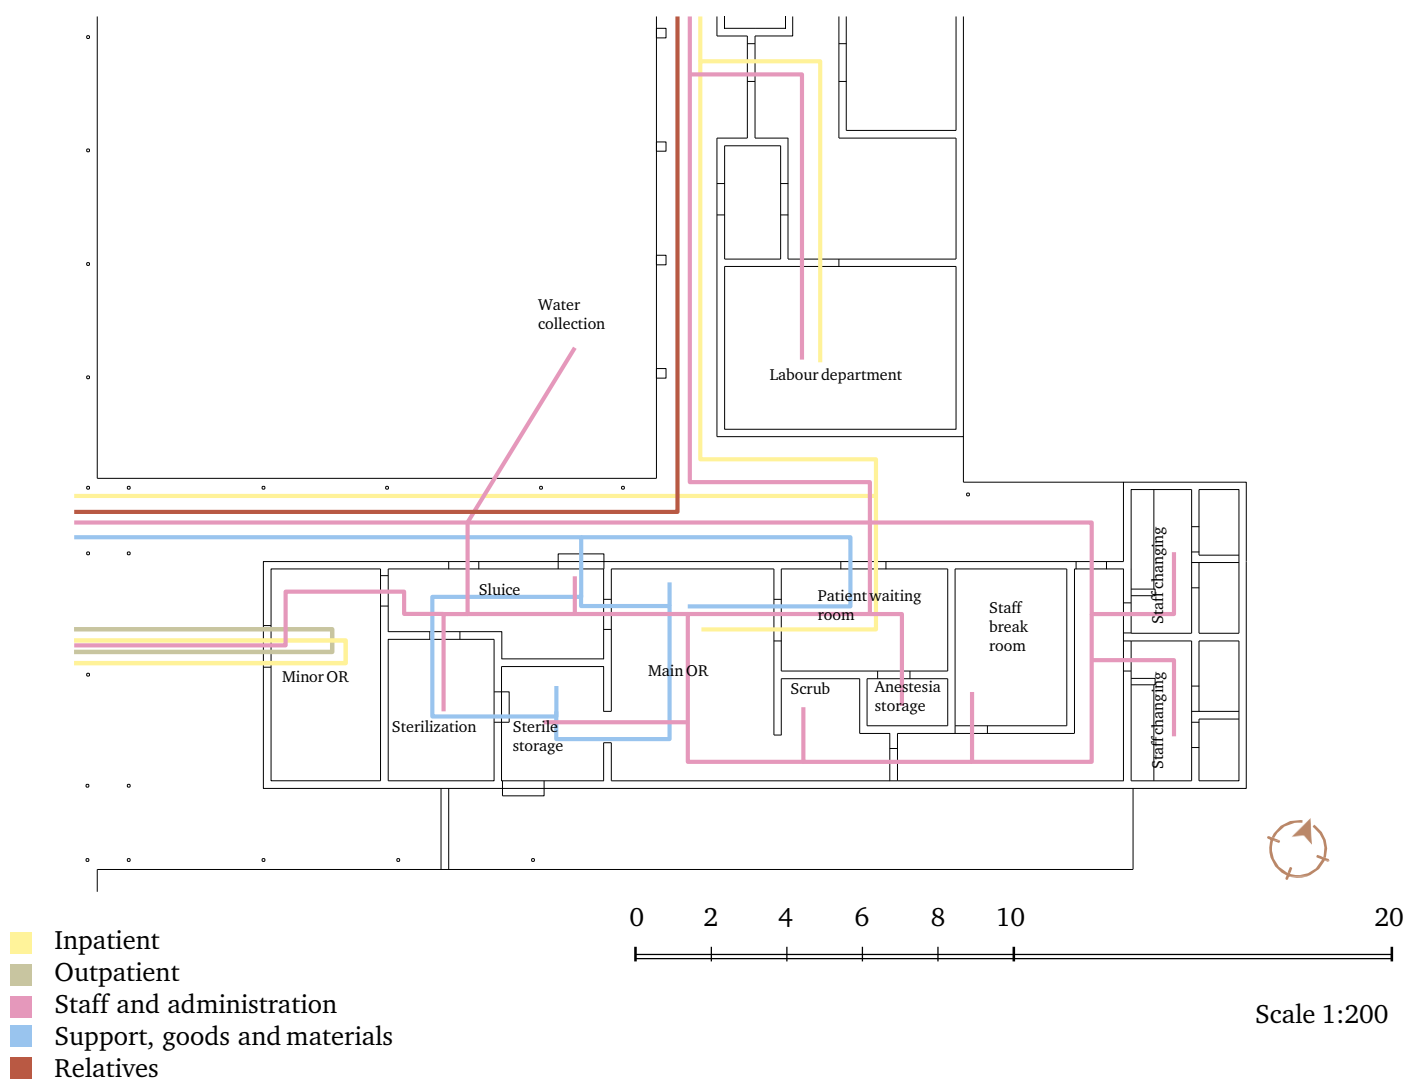 Water
collection
Labour department
Sluice
Patient waiting
room
Staff
break
room
Staff changing
Minor OR
Main OR
Scrub
Anestesia
storage
Sterilization
Sterile
storage
Staff changing
0 2 4 6 8 10 20
Inpatient
Outpatient
Staff and administration
Support, goods and materials
Relatives
Scale 1:200